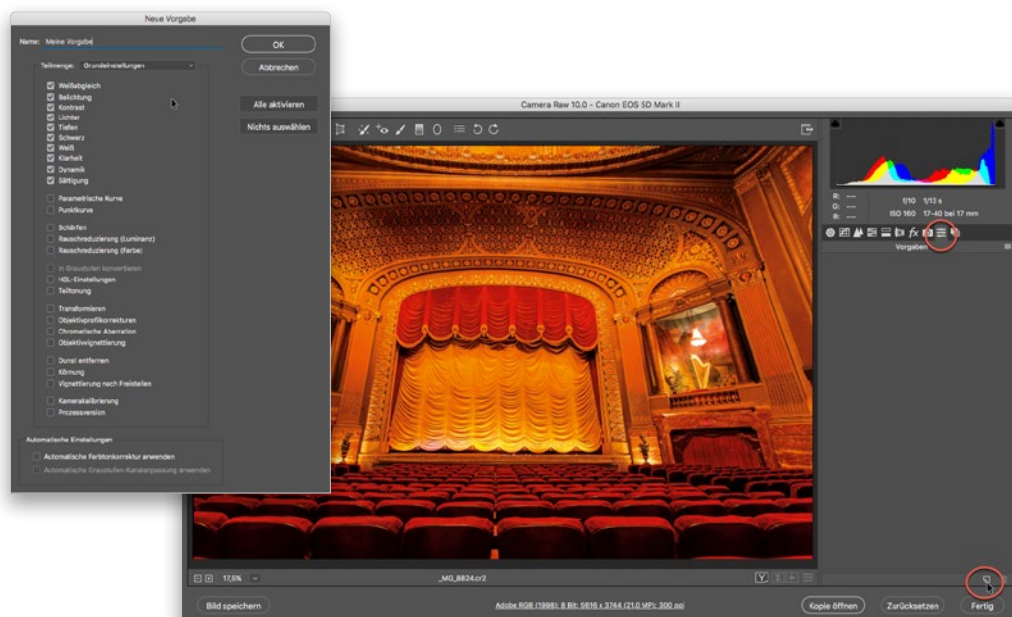 Neue Vorgabe
Name: Meine Vorgabe
OK
Teilmenge: Grundeinstellungen
Abbrechen
Weißabgleich
Belichtung
Kontrast
Lichter
Tiefen
Schwarz
Weiß
Klarheit
Dynamik
Sättigung
Alle aktivieren
Nichts auswählen
Parametrische Kurve
Punktkurve
Schärfen
Rauschreduzierung (Luminanz)
Rauschreduzierung (Farbe)
In Graustufen konvertieren
HSL-Einstellungen
Teiltonung
Transformieren
Objektivprofilkorrekturen
Chromatische Aberration
Objektivvignettierung
Dunst entfernen
Körnung
Vignettierung nach Freistellen
Kamerakalibrierung
Prozessversion
Automatische Einstellungen
Automatische Farbtonkorrektur anwenden
Automatische Graustufen-Kanalanpassung anwenden
Camera Raw 10.0 - Canon EOS 5D Mark II
R: ---
G: ---
B: ---
f/10 1/13 s
ISO 160 17-40 bei 17 mm
fx
Vorgaben
17,5%
_MG_8824.cr2
Y
Bild speichern
Adobe RGB (1998); 8 Bit; 5616 x 3744 (21,0 MP); 300 ppi
Kopie öffnen
Zurücksetzen
Fertig